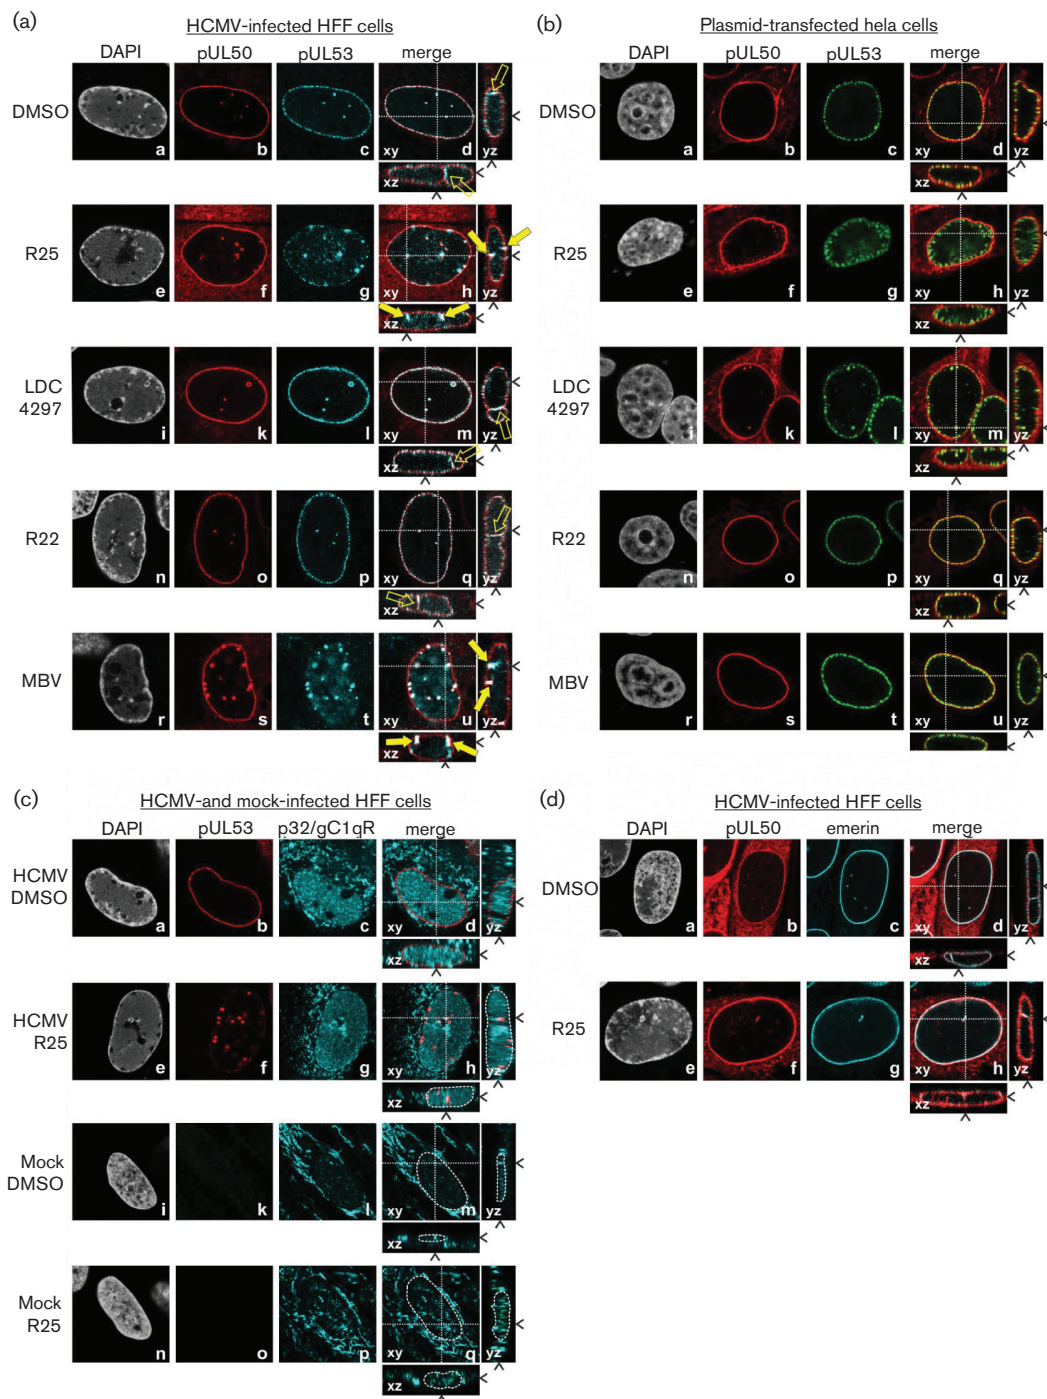 (a)
HCMV-infected HFF cells
DAPI pUL50 pUL53 merge
DMSO
a b c xy d yz
xz
R25
e f g xy h yz
xz
LDC
4297
i k l xy m yz
xz
R22
n o p xy q yz
xz
MBV
r s t xy u yz
xz
(b)
Plasmid-transfected hela cells
DAPI pUL50 pUL53 merge
DMSO
a b c xy d yz
xz
R25
e f g xy h yz
xz
LDC
4297
i k l xy m yz
xz
R22
n o p xy q yz
xz
MBV
r s t xy u yz
xz
(c)
HCMV-and mock-infected HFF cells
DAPI pUL53 p32/gC1qR merge
HCMV
DMSO
a b c xy d yz
xz
HCMV
R25
e f g xy h yz
xz
Mock
DMSO
i k l xy m yz
xz
Mock
R25
n o p xy q yz
xz
(d)
HCMV-infected HFF cells
DAPI pUL50 emerin merge
DMSO
a b c xy d yz
xz
R25
e f g xy h yz
xz